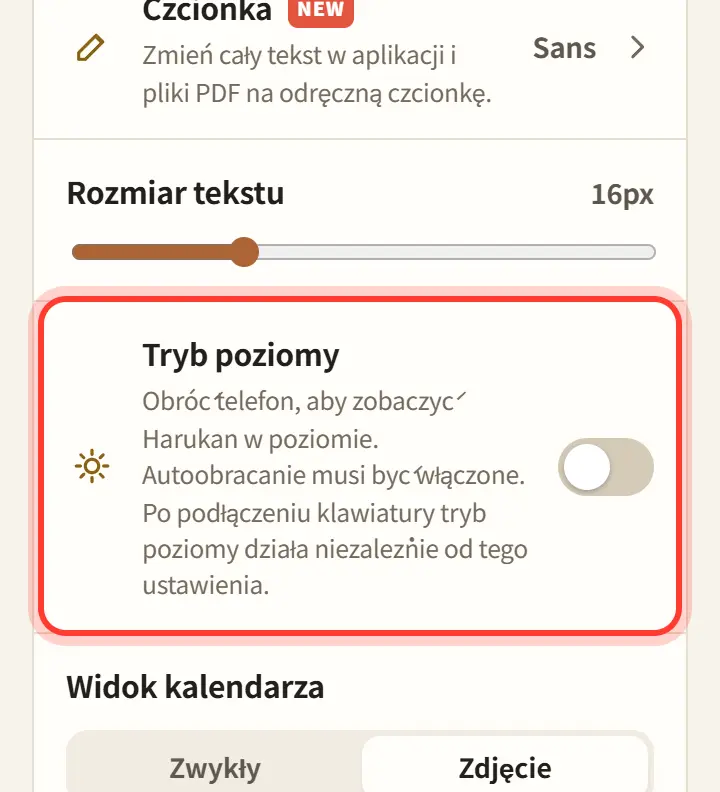 Czcionka NEW
Zmień cały tekst w aplikacji i
pliki PDF na odręczną czcionkę.
Sans
Rozmiar tekstu
16px
Tryb poziomy
Obróć telefon, aby zobaczyć
Harukan w poziomie.
Autoobracanie musi być włączone.
Po podłączeniu klawiatury tryb
poziomy działa niezależnie od tego
ustawienia.
Widok kalendarza
Zwykły
Zdjęcie